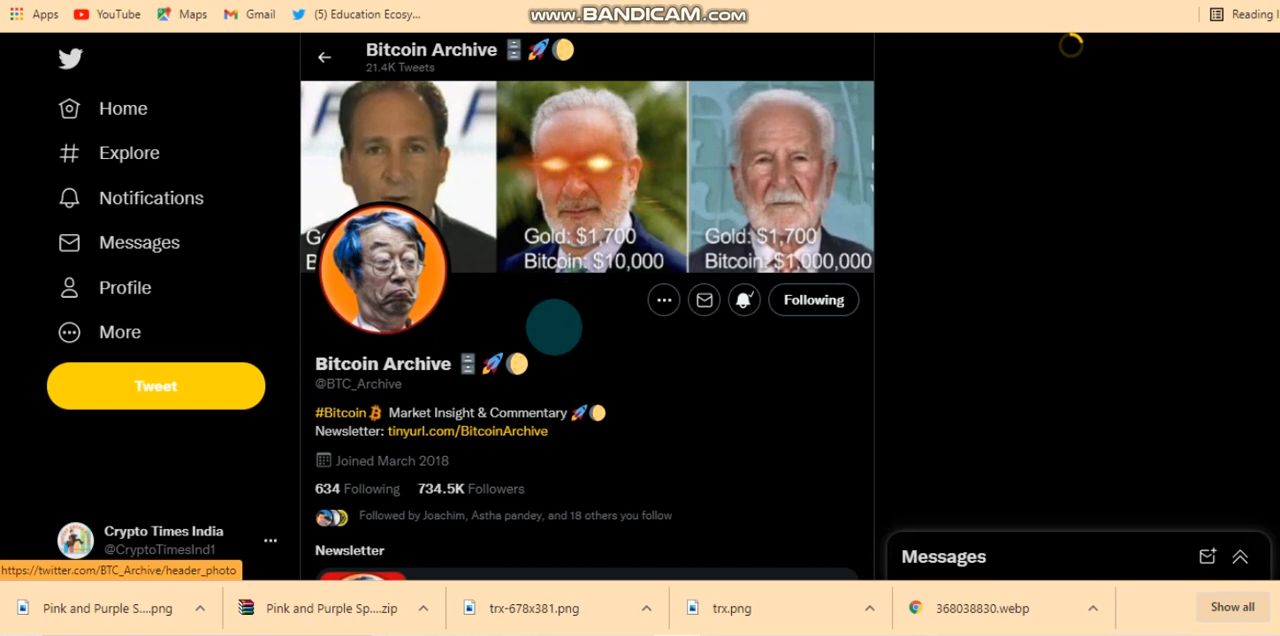 Apps YouTube Maps Gmail (5) Education Ecosy... www.BANDICAM.com Reading
Bitcoin Archive
21.4K Tweets
Home
Explore
Notifications
Messages
Profile
More
Tweet
Gold: $1,700
Bitcoin: $10,000
Gold: $1,700
Bitcoin: $1,000,000
Following
Bitcoin Archive
@BTC_Archive
#Bitcoin Market Insight & Commentary
Newsletter: tinyurl.com/BitcoinArchive
Joined March 2018
634 Following 734.5K Followers
Followed by Joachim, Astha pandey, and 18 others you follow
Newsletter
Crypto Times India
@CryptoTimesInd1
Messages
https://twitter.com/BTC_Archive/header_photo
Pink and Purple S....png Pink and Purple Sp....zip trx-678x381.png trx.png 368038830.webp Show all